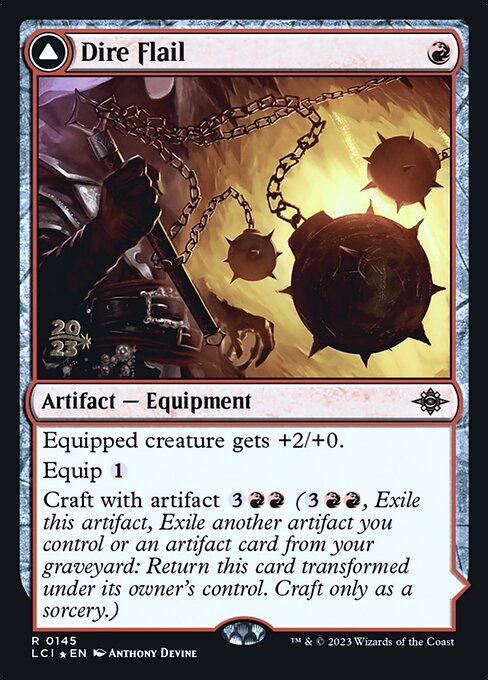 Dire Flail
20
23
Artifact — Equipment
Equipped creature gets +2/+0.
Equip 1
Craft with artifact 3 (3, Exile
this artifact, Exile another artifact you
control or an artifact card from your
graveyard: Return this card transformed
under its owner's control. Craft only as a
sorcery.)
R 0145
LCI ★ EN Anthony Devine
™ & © 2023 Wizards of the Coast